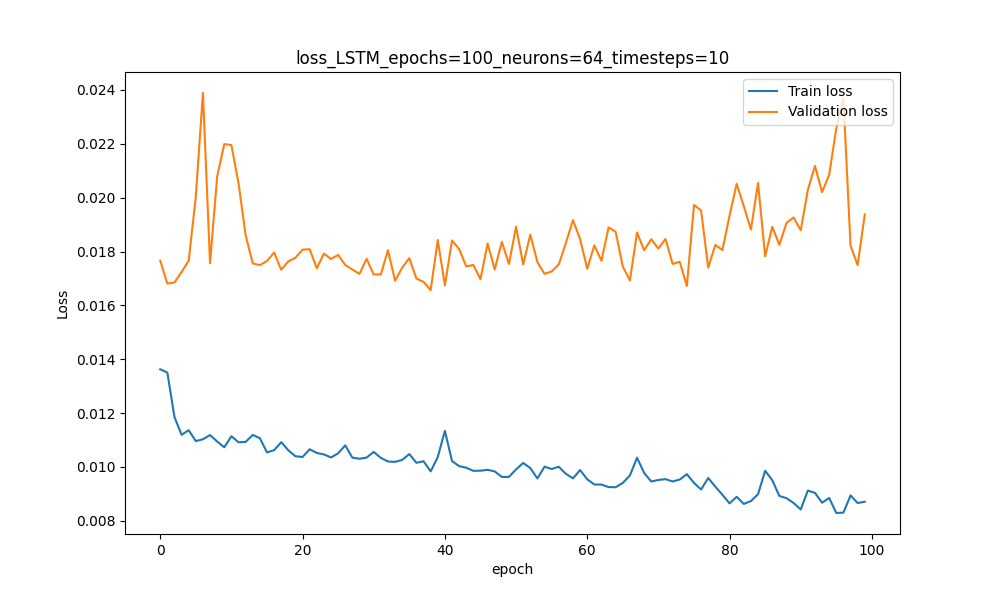 loss_LSTM_epochs=100_neurons=64_timesteps=10
Train loss
Validation loss
Loss
0.024
0.022
0.020
0.018
0.016
0.014
0.012
0.010
0.008
0 20 40 60 80 100
epoch